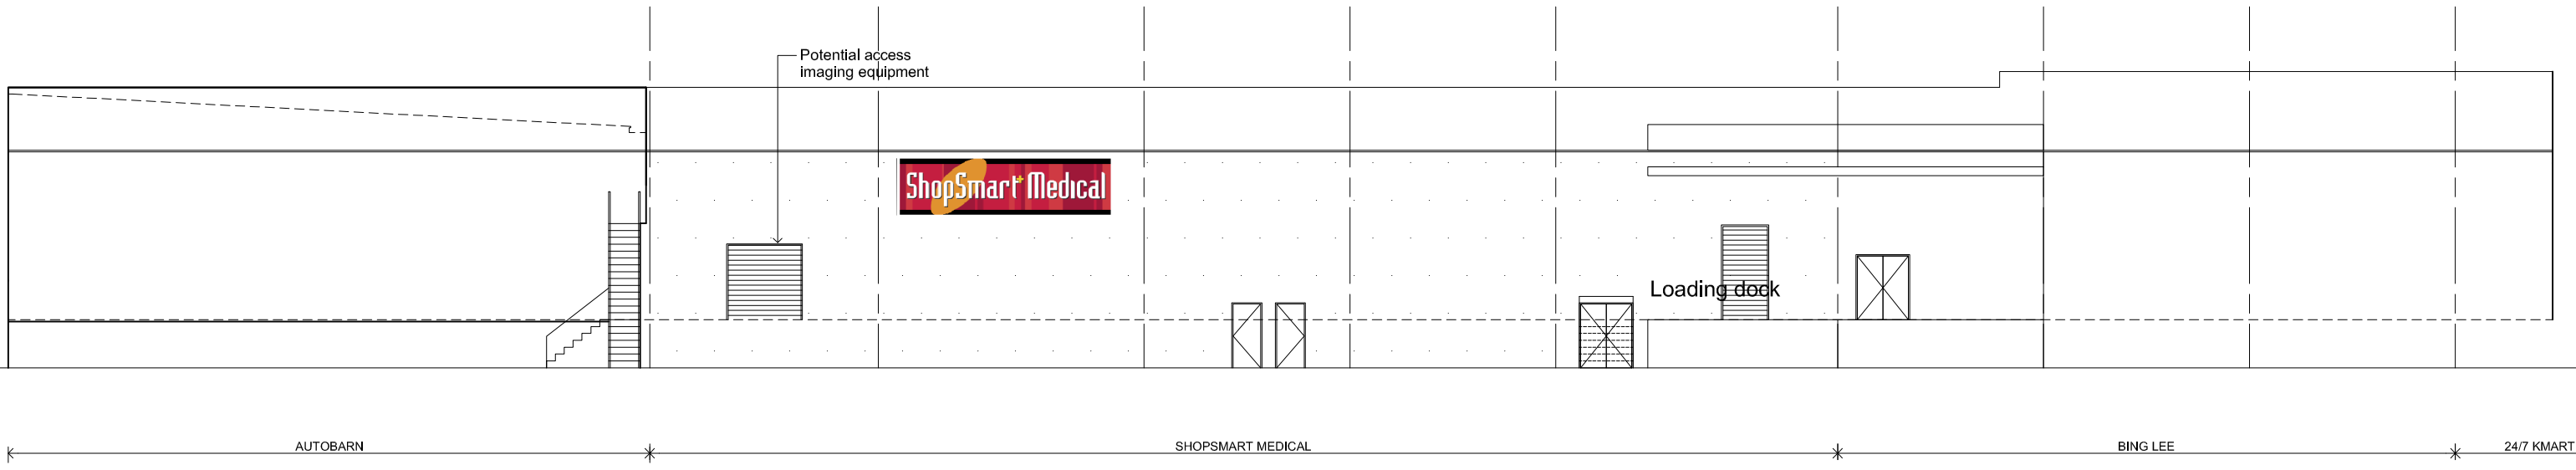 Potential access
imaging equipment
ShopSmart+Medical
Loading dock
AUTOBARN
SHOPSMART MEDICAL
BING LEE
24/7 KMART